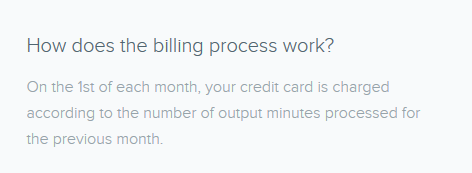 How does the billing process work?
On the 1st of each month, your credit card is charged
according to the number of output minutes processed for
the previous month.